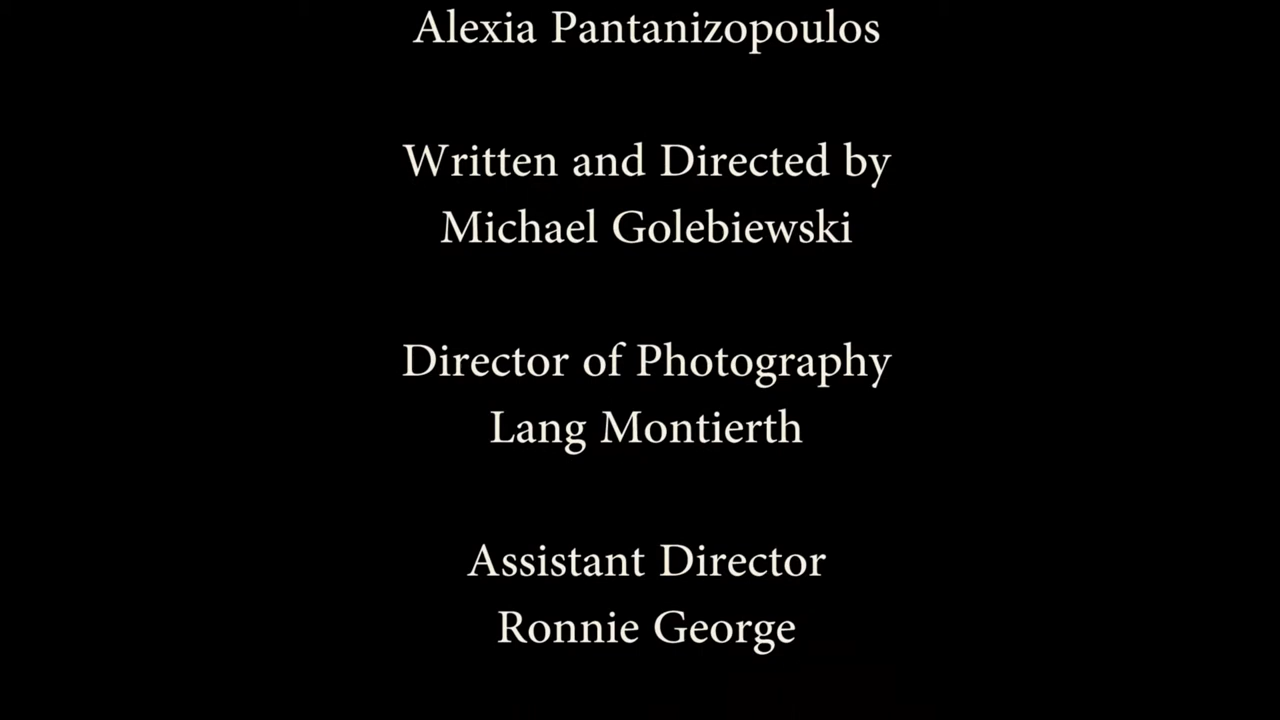 Alexia Pantanizopoulos
Written and Directed by
Michael Golebiewski
Director of Photography
Lang Montierth
Assistant Director
Ronnie George